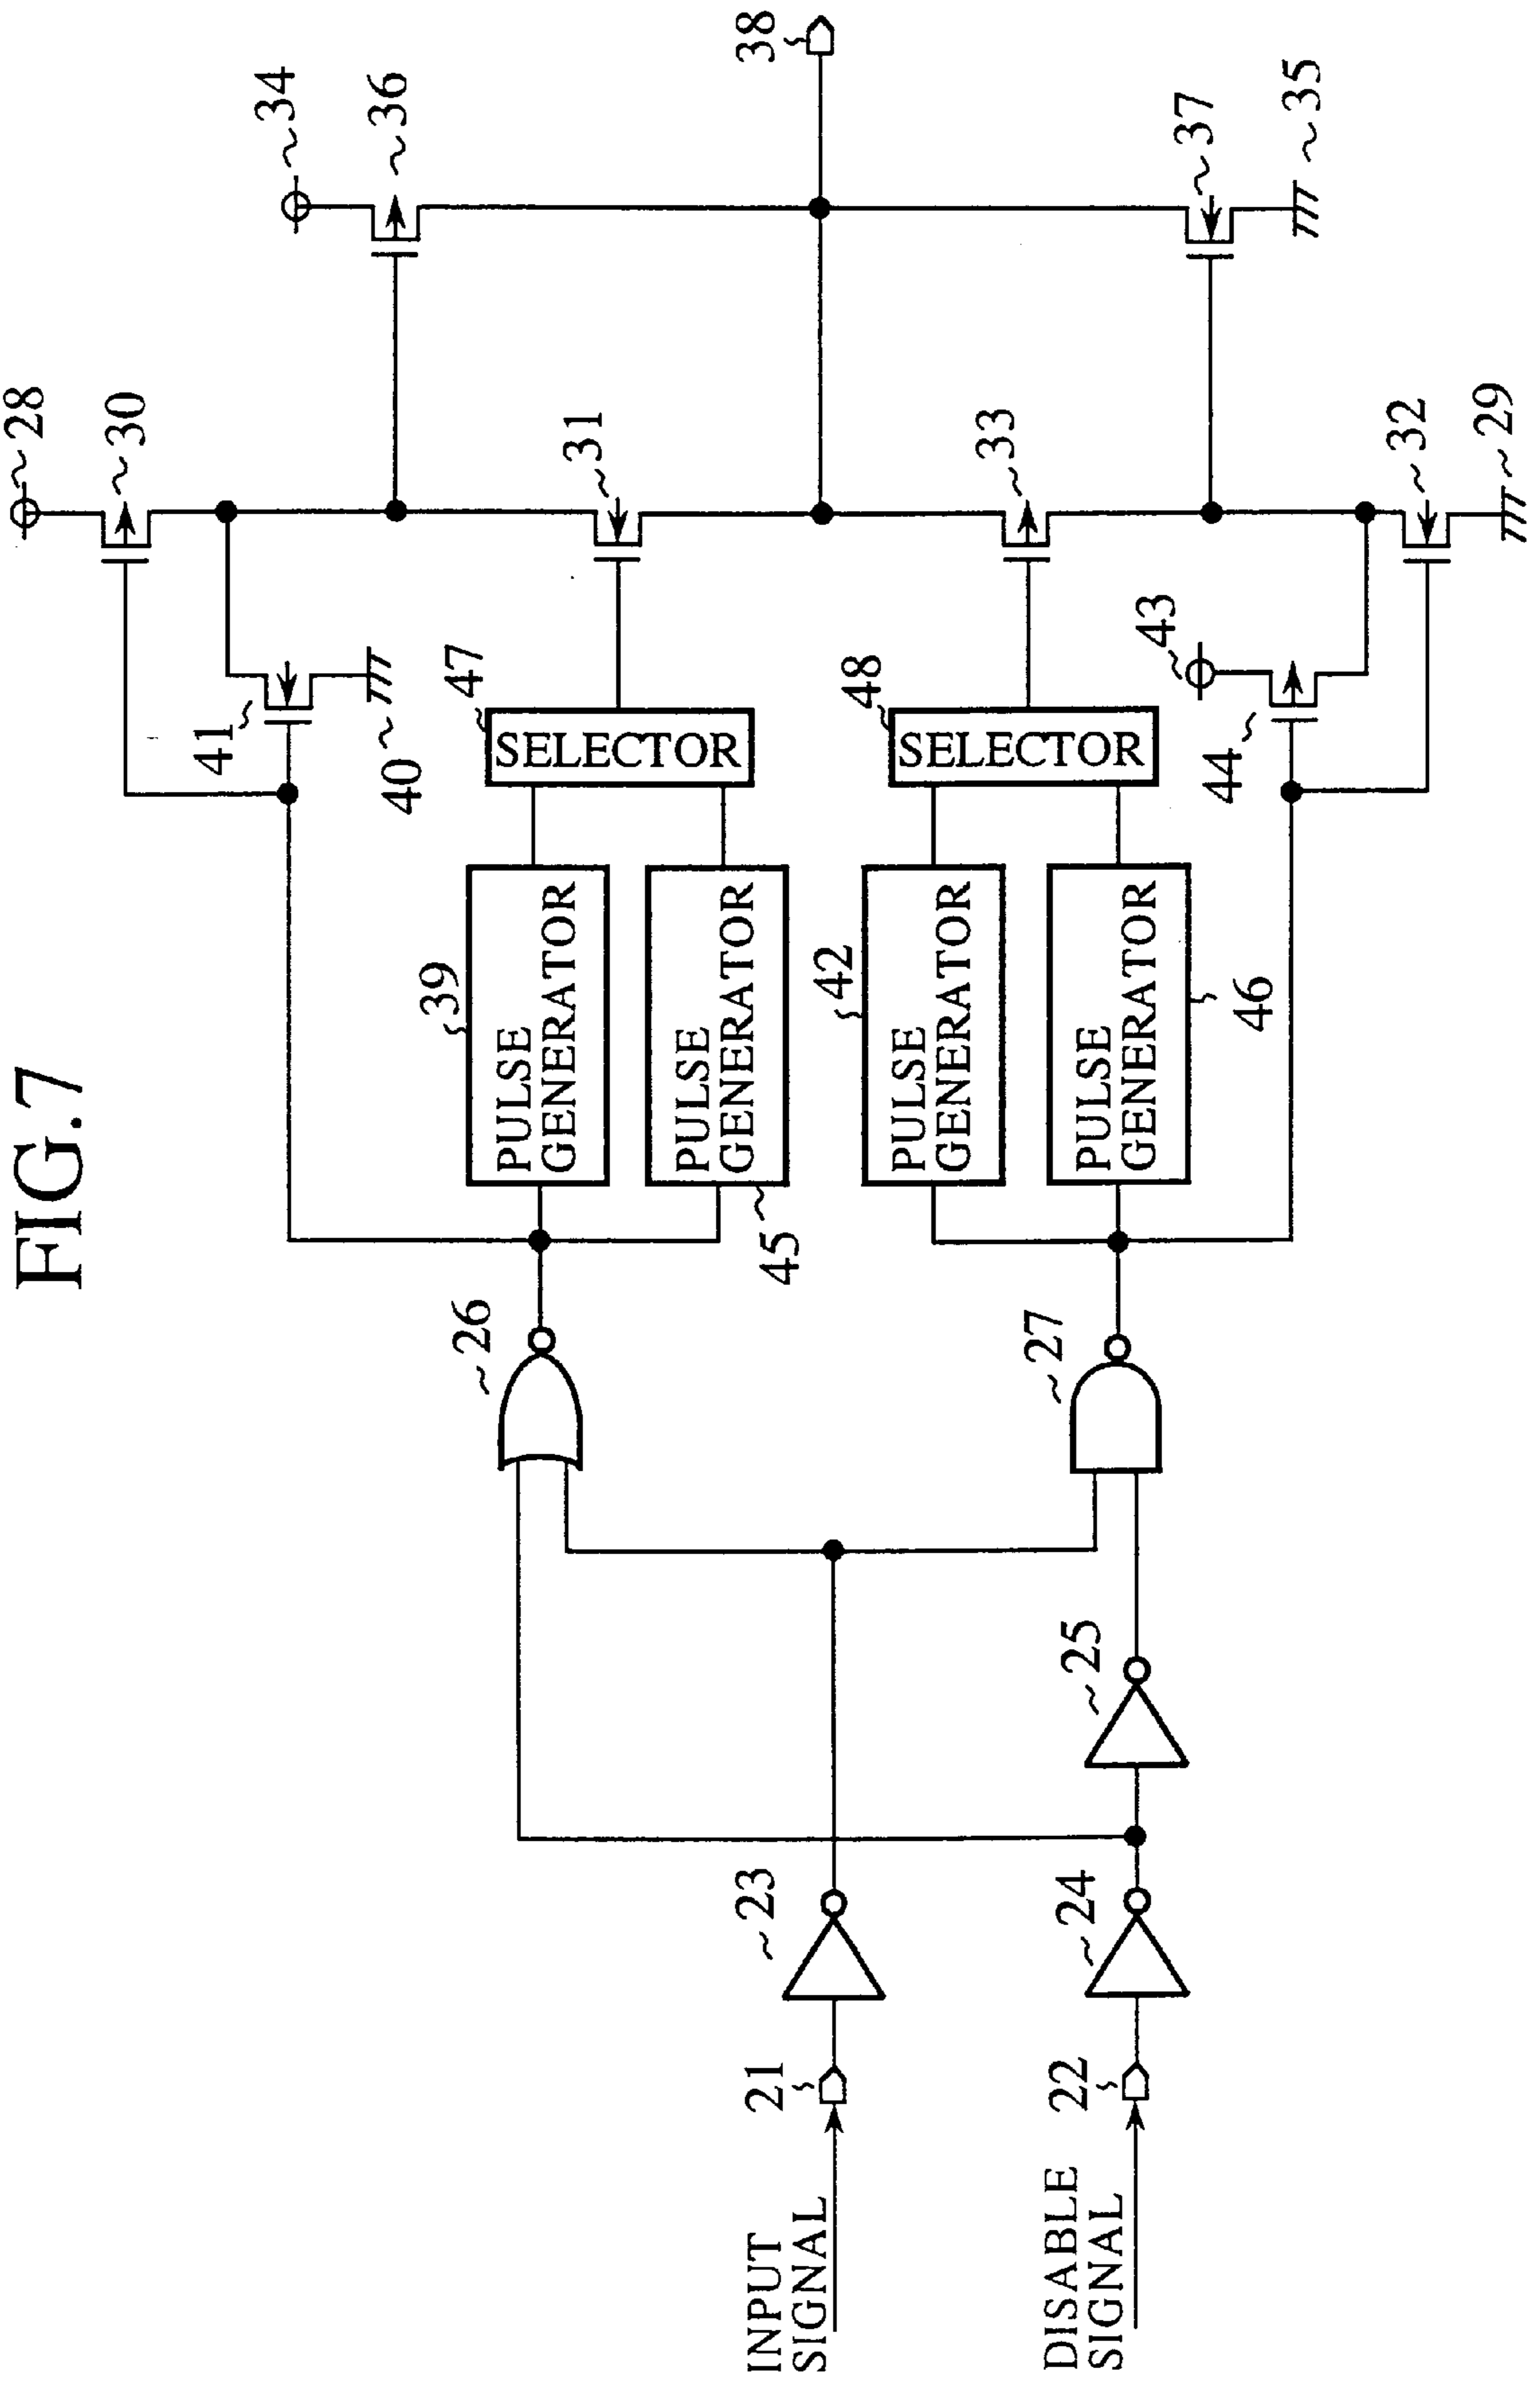 FIG.7
28
30
34
36
41
40
31
38
47
SELECTOR
39
PULSE
GENERATOR
PULSE
GENERATOR
45
26
33
48
SELECTOR
42
PULSE
GENERATOR
PULSE
GENERATOR
46
27
43
44
37
35
32
29
23
24
25
21
INPUT
SIGNAL
22
DISABLE
SIGNAL